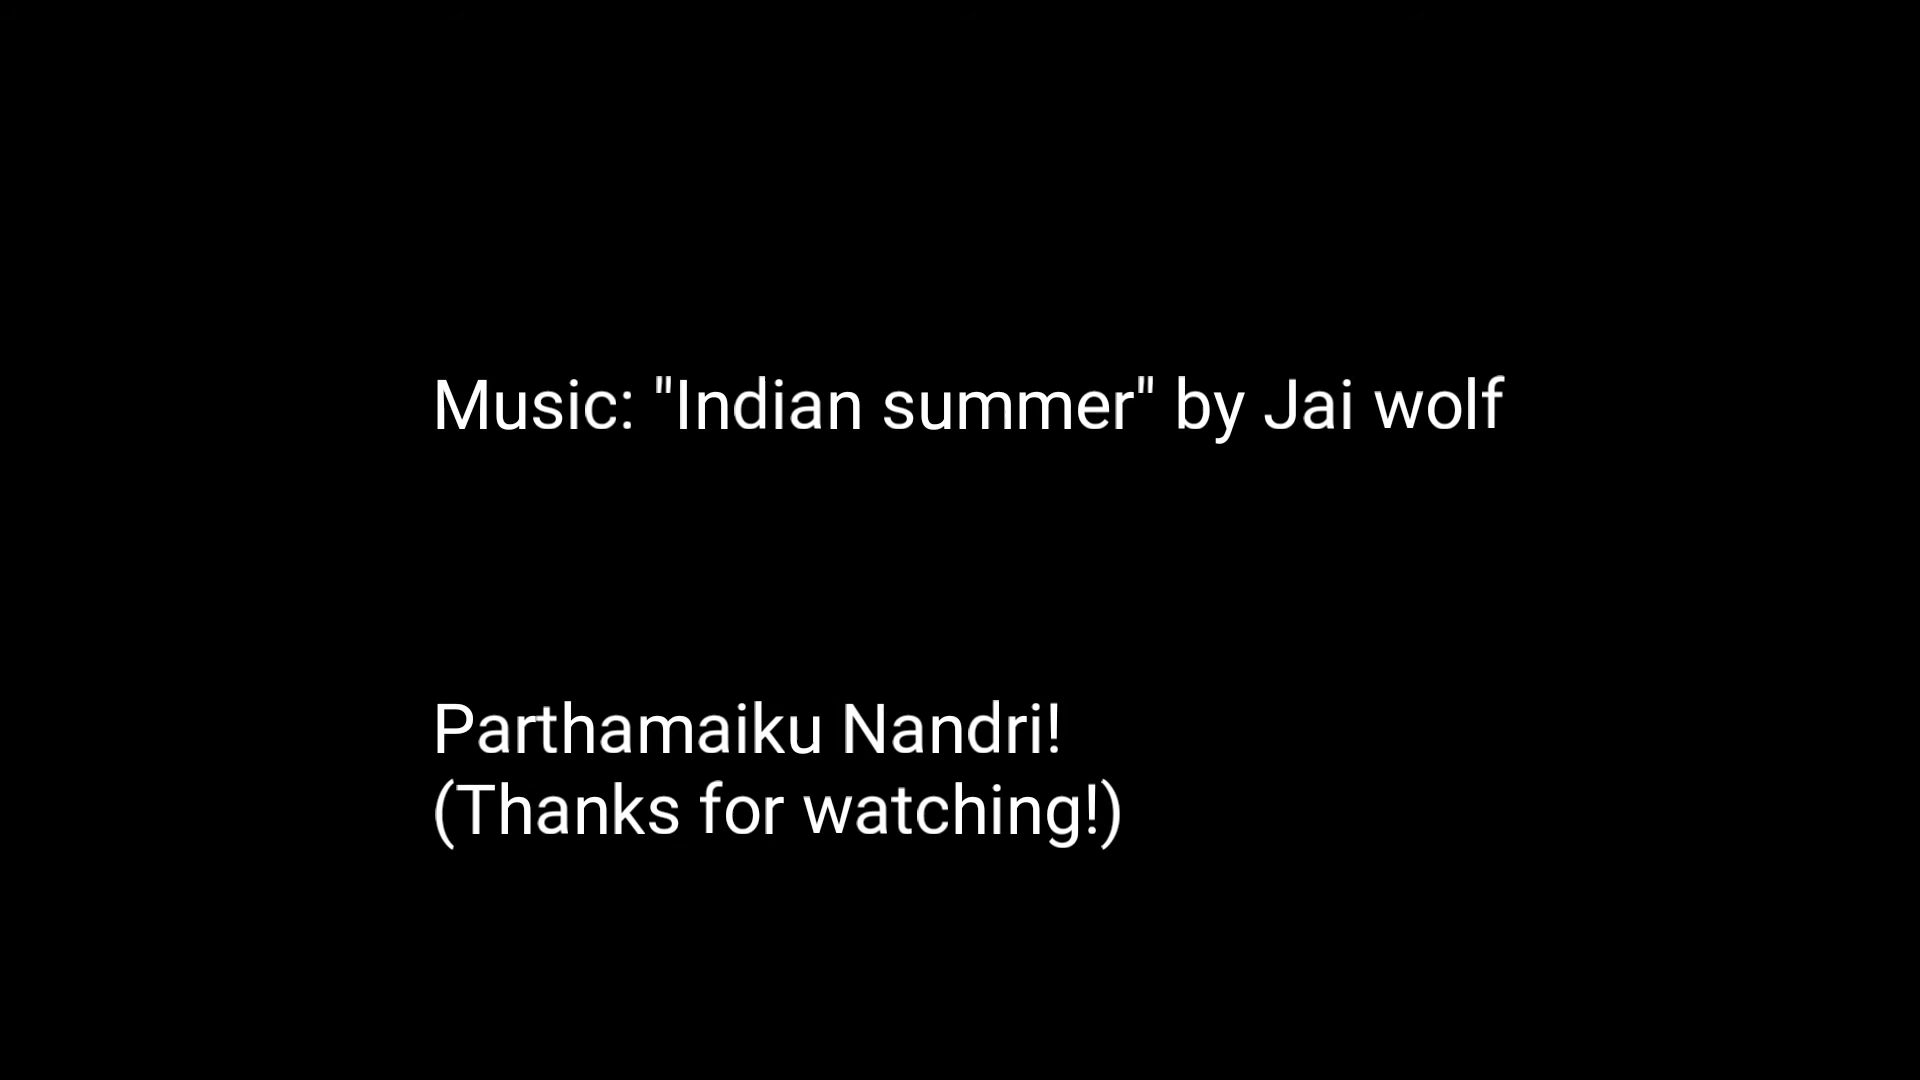 Music: "Indian summer" by Jai wolf
Parthamaiku Nandri!
(Thanks for watching!)